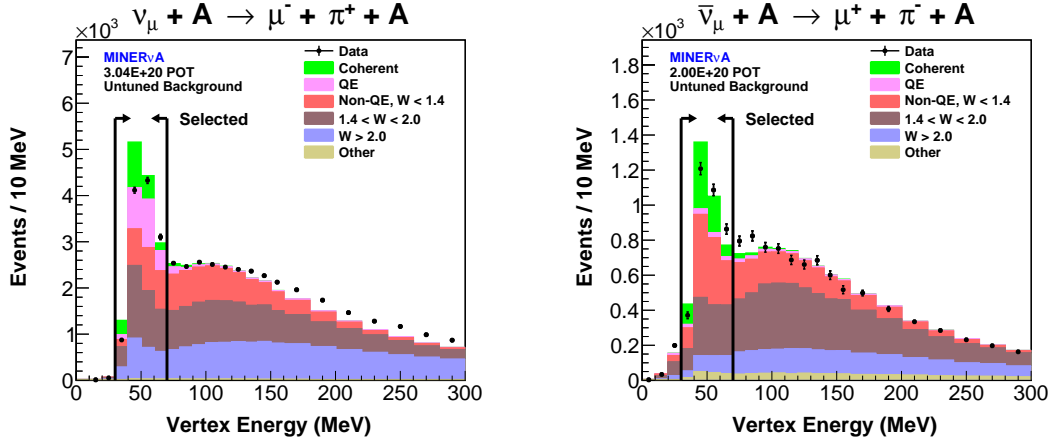 ν_μ + A → μ⁻ + π⁺ + A
×10³
7
6
5
4
3
2
1
0
Events / 10 MeV
MINERνA
3.04E+20 POT
Untuned Background
Selected
Data
Coherent
QE
Non-QE, W < 1.4
1.4 < W < 2.0
W > 2.0
Other
0 50 100 150 200 250 300
Vertex Energy (MeV)
ν̅_μ + A → μ⁺ + π⁻ + A
×10³
1.8
1.6
1.4
1.2
1
0.8
0.6
0.4
0.2
0
Events / 10 MeV
MINERνA
2.00E+20 POT
Untuned Background
Selected
Data
Coherent
QE
Non-QE, W < 1.4
1.4 < W < 2.0
W > 2.0
Other
0 50 100 150 200 250 300
Vertex Energy (MeV)